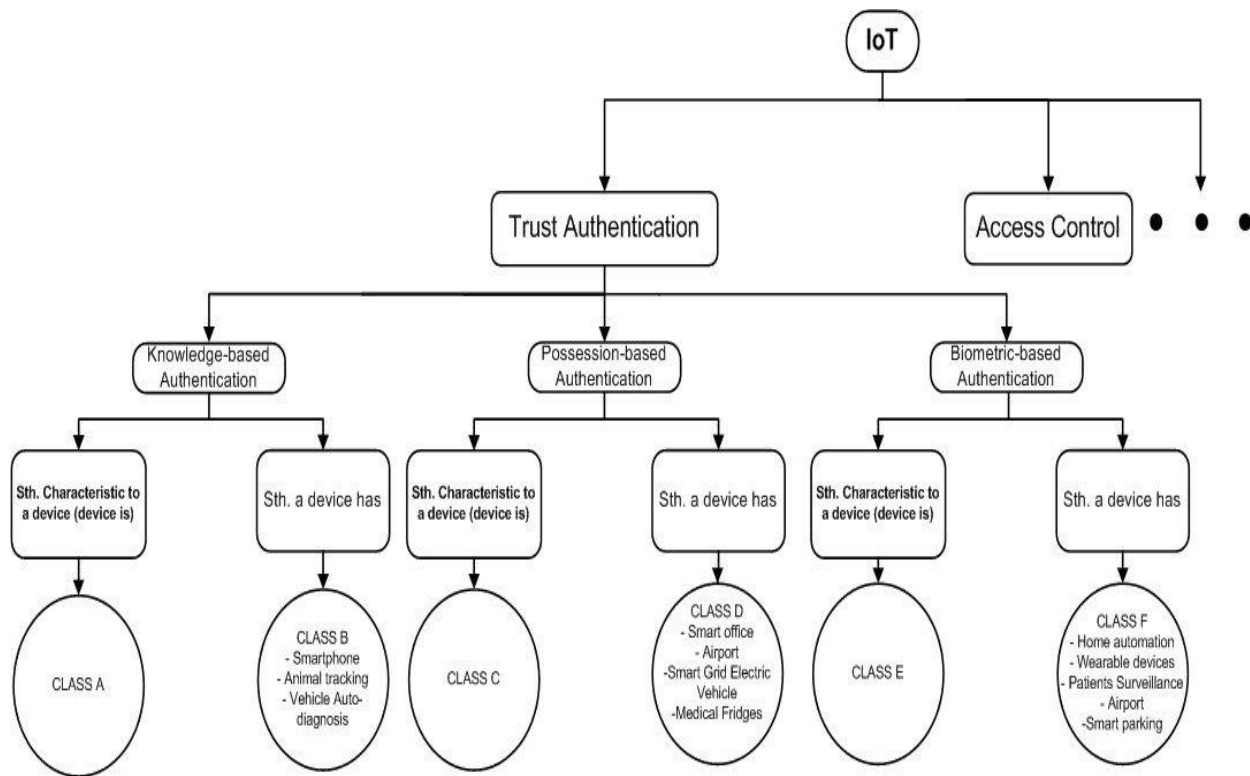 IoT
Trust Authentication
Access Control
Knowledge-based
Authentication
Possession-based
Authentication
Biometric-based
Authentication
Sth. Characteristic to
a device (device is)
Sth. a device has
Sth. Characteristic to
a device (device is)
Sth. a device has
Sth. Characteristic to
a device (device is)
Sth. a device has
CLASS A
CLASS B
- Smartphone
- Animal tracking
- Vehicle Auto-
diagnosis
CLASS C
CLASS D
- Smart office
- Airport
-Smart Grid Electric
Vehicle
-Medical Fridges
CLASS E
CLASS F
- Home automation
- Wearable devices
- Patients Surveillance
- Airport
-Smart parking